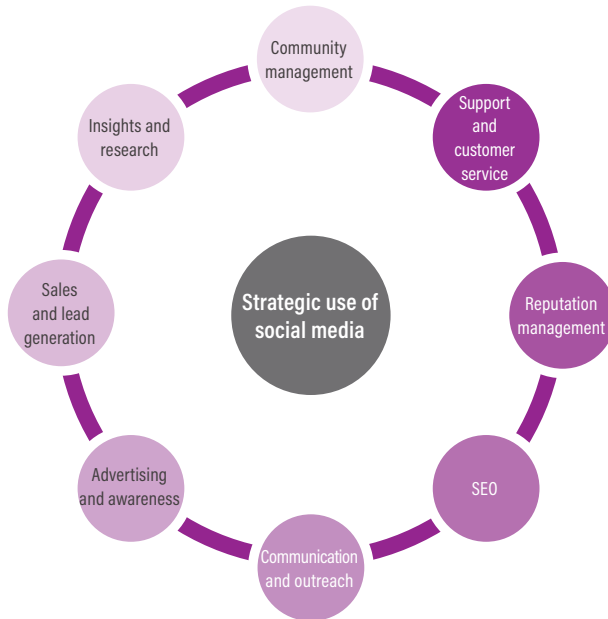 Community
management
Support
and
customer
service
Reputation
management
SEO
Communication
and outreach
Advertising
and awareness
Sales
and lead
generation
Insights and
research
Strategic use of
social media